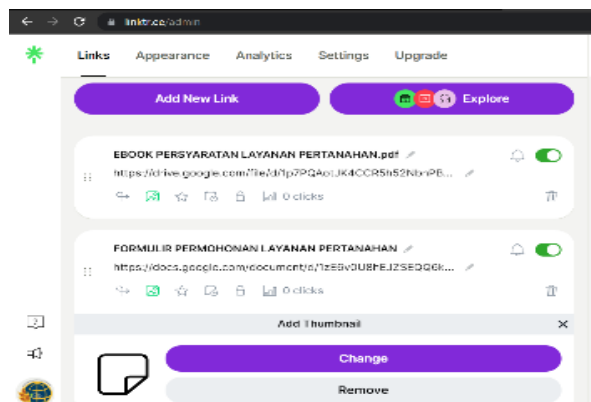 linktr.ee/admin
Links Appearance Analytics Settings Upgrade
Add New Link
Explore
EBOOK PERSYARATAN LAYANAN PERTANAHAN.pdf
0 clicks
FORMULIR PERMOHONAN LAYANAN PERTANAHAN
0 clicks
Add Thumbnail
Change
Remove